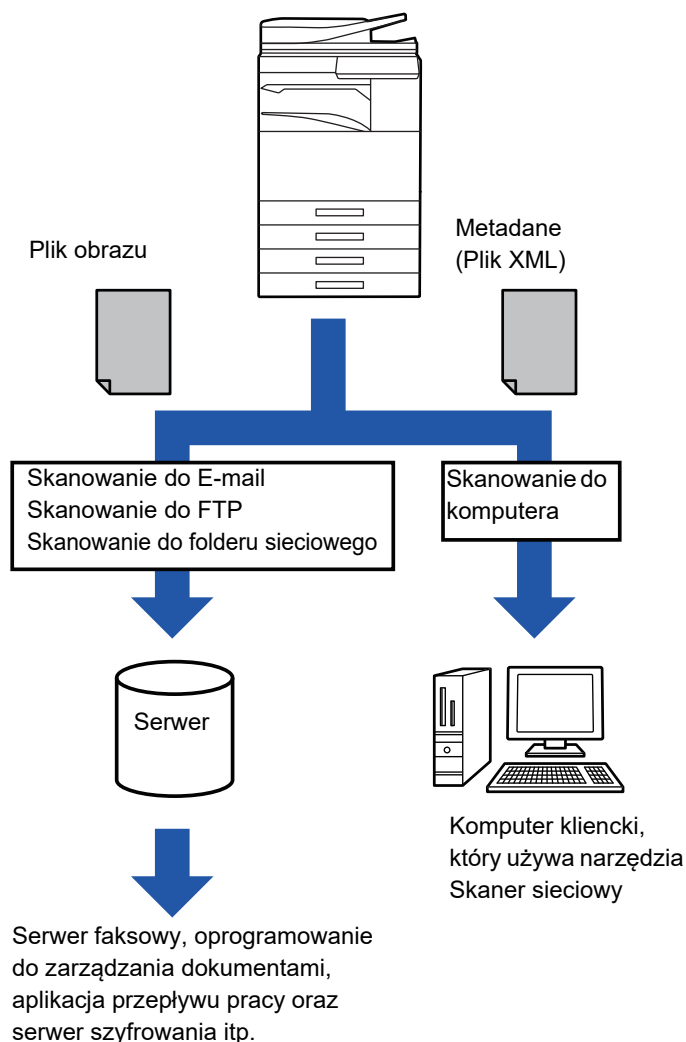 Plik obrazu
Metadane
(Plik XML)
Skanowanie do E-mail
Skanowanie do FTP
Skanowanie do folderu sieciowego
Skanowanie do
komputera
Serwer
Komputer kliencki,
który używa narzędzia
Skaner sieciowy
Serwer faksowy, oprogramowanie
do zarządzania dokumentami,
aplikacja przepływu pracy oraz
serwer szyfrowania itp.